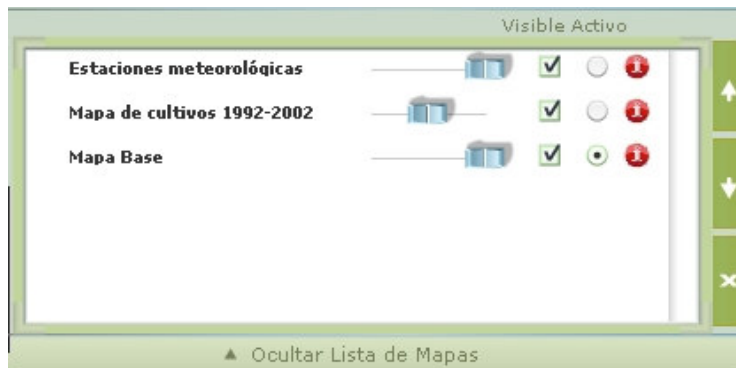 Visible Activo
Estaciones meteorológicas
Mapa de cultivos 1992-2002
Mapa Base
▲ Ocultar Lista de Mapas